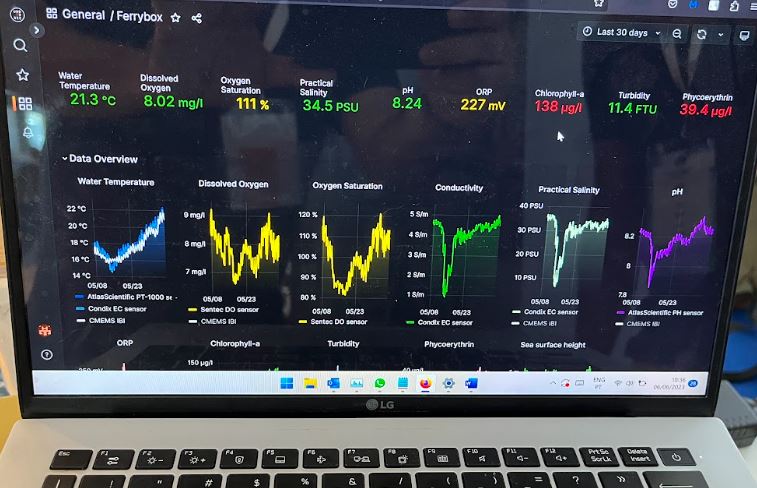 General / Ferrybox
Last 30 days
Water Temperature
21.3 °C
Dissolved Oxygen
8.02 mg/l
Oxygen Saturation
111 %
Practical Salinity
34.5 PSU
pH
8.24
ORP
227 mV
Chlorophyll-a
138 µg/l
Turbidity
11.4 FTU
Phycoerythrin
39.4 µg/l
Data Overview
Water Temperature
22 °C
20 °C
18 °C
16 °C
14 °C
05/08 05/23
AtlasScientific PT-1000 se
Condix EC sensor
CMEMS IBI
Dissolved Oxygen
9 mg/l
8 mg/l
7 mg/l
05/08 05/23
Sentec DO sensor
CMEMS IBI
Oxygen Saturation
120 %
110 %
100 %
90 %
80 %
05/08 05/23
Sentec DO sensor
Conductivity
5 S/m
4 S/m
3 S/m
2 S/m
1 S/m
05/08 05/23
Condix EC sensor
Practical Salinity
40 PSU
30 PSU
20 PSU
10 PSU
05/08 05/23
Condix EC sensor
CMEMS IBI
pH
8.2
8
7.8
05/08 05/23
AtlasScientific PH sensor
CMEMS IBI
ORP
Chlorophyll-a
150 µg/l
Turbidity
Phycoerythrin
Sea surface height
ENG
PT
06/06/2023
LG
Esc F1 F2 F3 F4 F5 F6 F7 F8 F9 F10 F11 F12 PrtSc ScrLk Delete Insert
! " # $ % & / ( ) = ? »